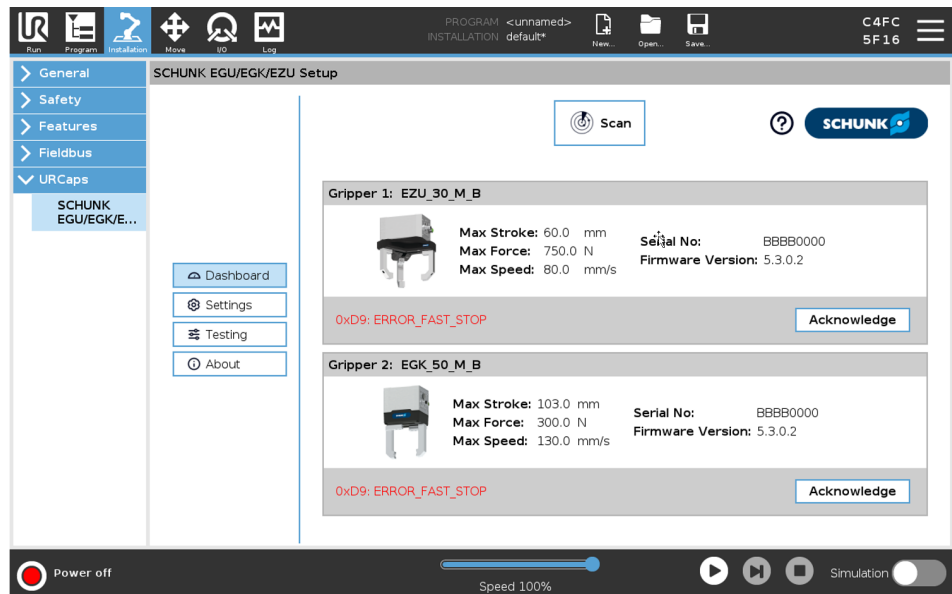 PROGRAM <unnamed>
INSTALLATION default*
C4FC
5F16
Run Program Installation Move I/O Log New... Open... Save...
General
Safety
Features
Fieldbus
URCaps
SCHUNK
EGU/EGK/E...
SCHUNK EGU/EGK/EZU Setup
Dashboard
Settings
Testing
About
Scan
? SCHUNK
Gripper 1: EZU_30_M_B
Max Stroke: 60.0 mm
Max Force: 750.0 N
Max Speed: 80.0 mm/s
Serial No: BBBB0000
Firmware Version: 5.3.0.2
0xD9: ERROR_FAST_STOP
Acknowledge
Gripper 2: EGK_50_M_B
Max Stroke: 103.0 mm
Max Force: 300.0 N
Max Speed: 130.0 mm/s
Serial No: BBBB0000
Firmware Version: 5.3.0.2
0xD9: ERROR_FAST_STOP
Acknowledge
Power off
Speed 100%
Simulation